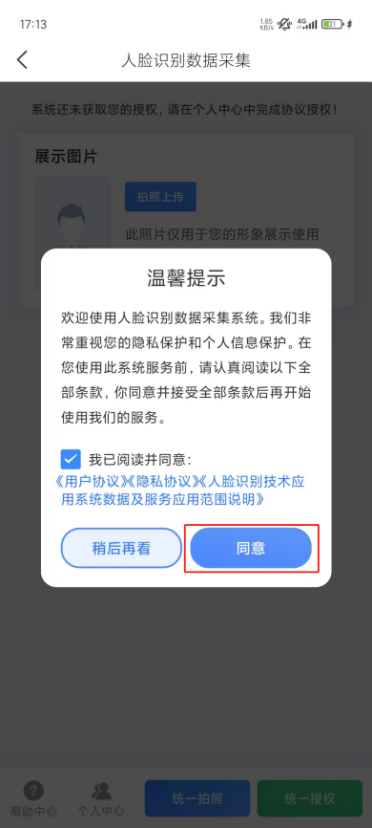 17:13
1.85 KB/s 4G 31
人脸识别数据采集
系统还未获取您的授权，请在个人中心中完成协议授权！
展示图片
拍照上传
此照片仅用于您的形象展示使用
温馨提示
欢迎使用人脸识别数据采集系统。我们非
常重视您的隐私保护和个人信息保护。在
您使用此系统服务前，请认真阅读以下全
部条款，你同意并接受全部条款后再开始
使用我们的服务。
我已阅读并同意：
《用户协议》《隐私协议》《人脸识别技术应
用系统数据及服务应用范围说明》
稍后再看
同意
帮助中心
个人中心
统一拍照
统一授权